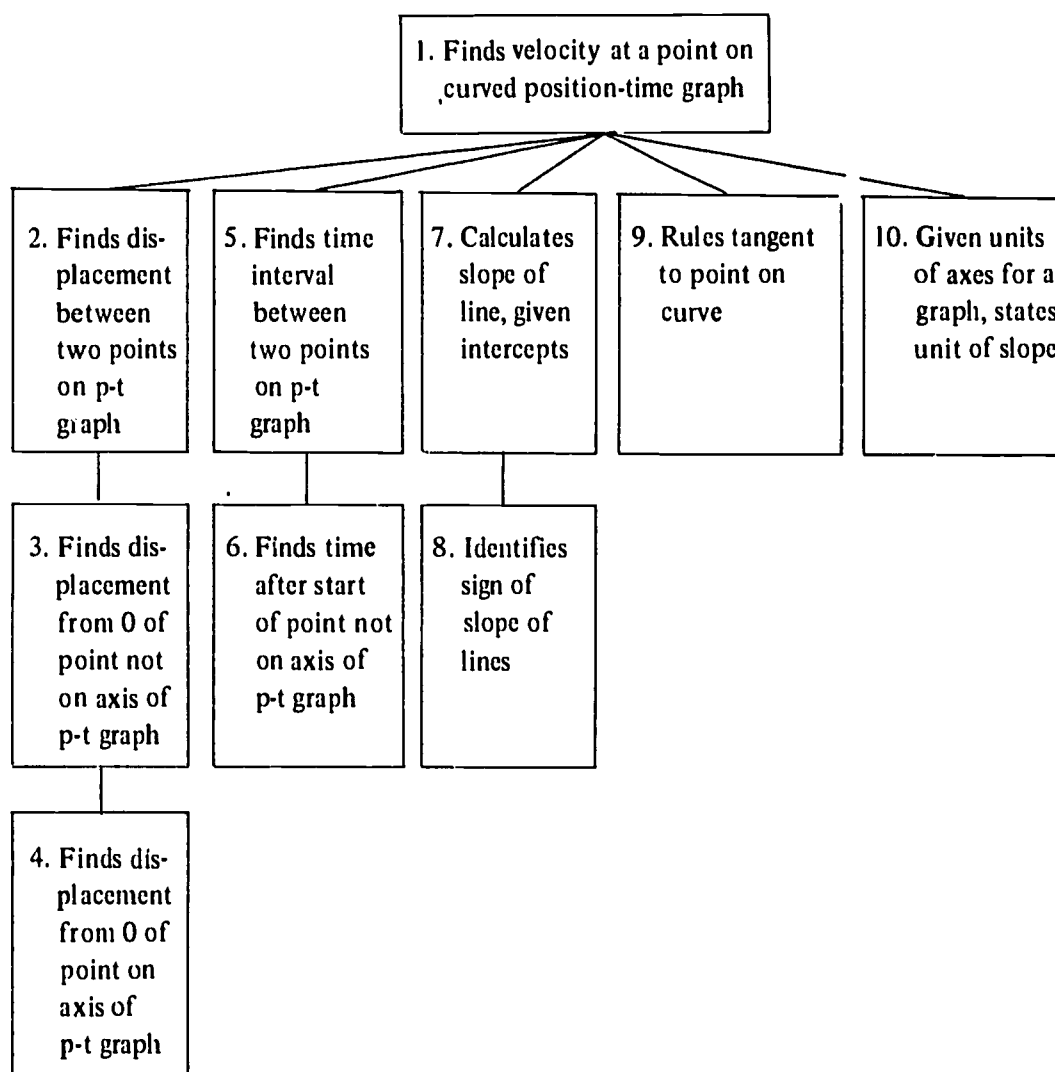 1. Finds velocity at a point on
curved position-time graph
2. Finds dis-
placement
between
two points
on p-t
graph
5. Finds time
interval
between
two points
on p-t
graph
7. Calculates
slope of
line, given
intercepts
9. Rules tangent
to point on
curve
10. Given units
of axes for a
graph, states
unit of slope
3. Finds dis-
placement
from 0 of
point not
on axis of
p-t graph
6. Finds time
after start
of point not
on axis of
p-t graph
8. Identifies
sign of
slope of
lines
4. Finds dis-
placement
from 0 of
point on
axis of
p-t graph